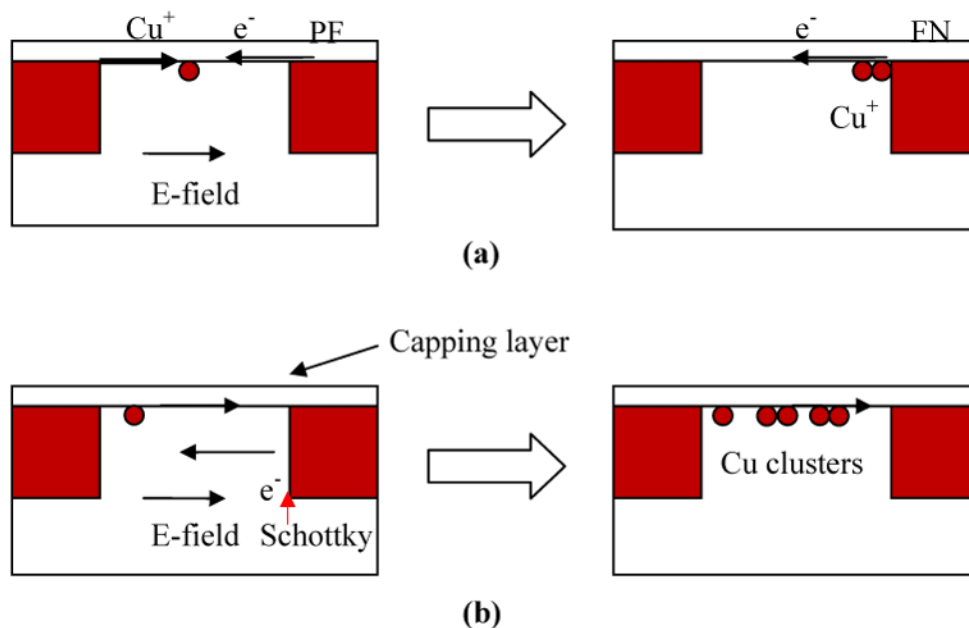 Cu⁺ e⁻ PF
E-field
e⁻ FN
Cu⁺
(a)
Capping layer
e⁻
E-field Schottky
Cu clusters
(b)